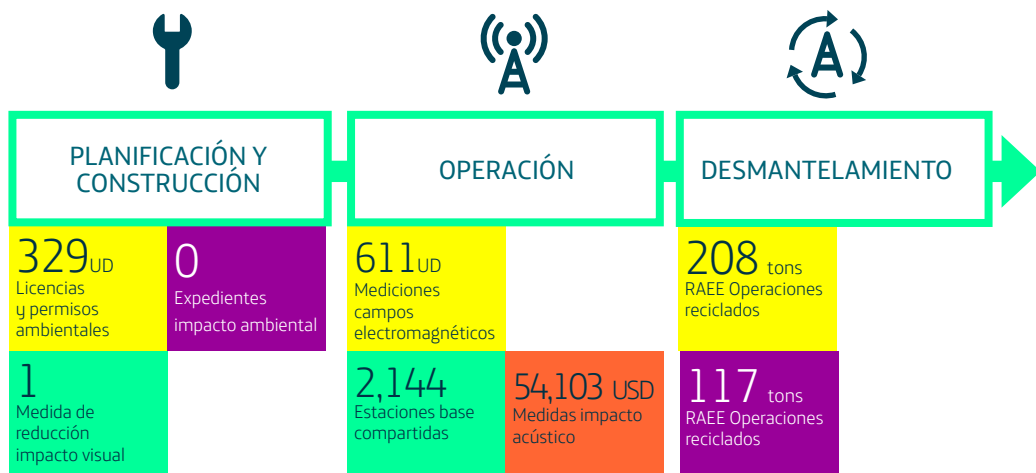 PLANIFICACIÓN Y
CONSTRUCCIÓN
OPERACIÓN
DESMANTELAMIENTO
329UD
Licencias
y permisos
ambientales
0
Expedientes
impacto ambiental
1
Medida de
reducción
impacto visual
611UD
Mediciones
campos
electromagnéticos
2,144
Estaciones base
compartidas
54,103 USD
Medidas impacto
acústico
208 tons
RAEE Operaciones
reciclados
117 tons
RAEE Operaciones
reciclados